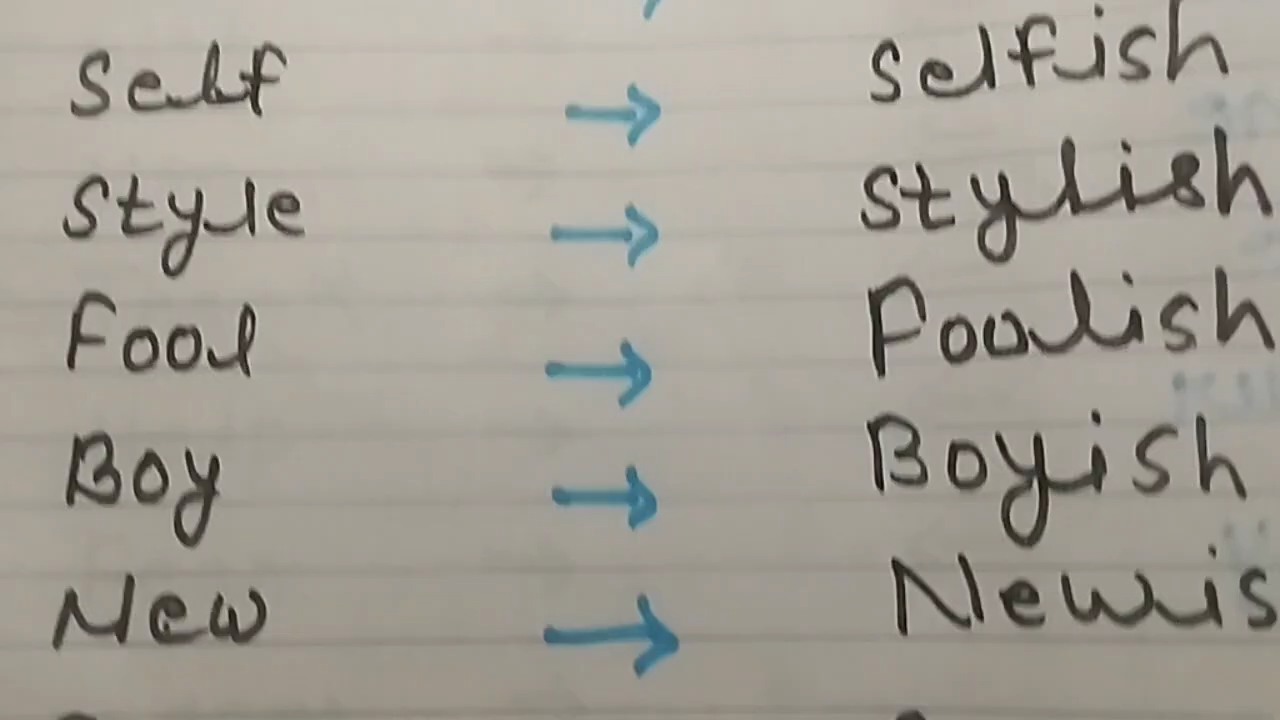 Self → Selfish
Style → Stylish
Fool → Foolish
Boy → Boyish
New → Newis